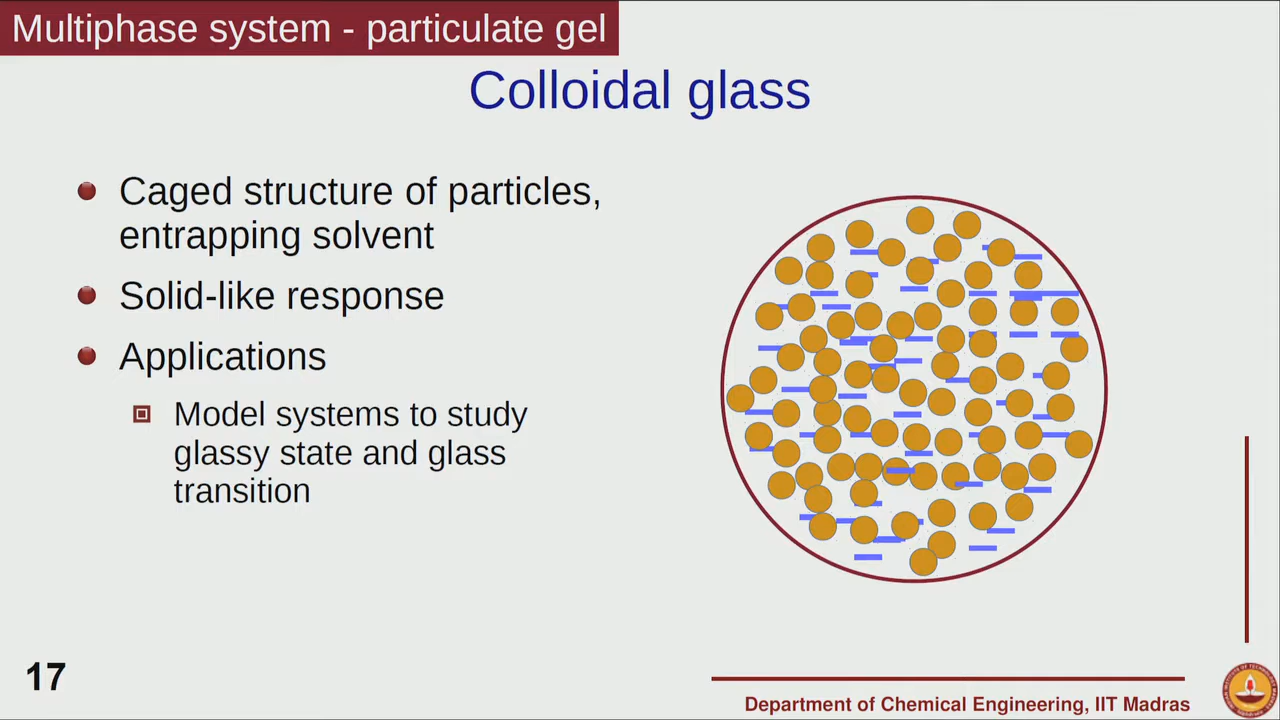 Multiphase system - particulate gel
Colloidal glass
Caged structure of particles,
entrapping solvent
Solid-like response
Applications
Model systems to study
glassy state and glass
transition
17
Department of Chemical Engineering, IIT Madras